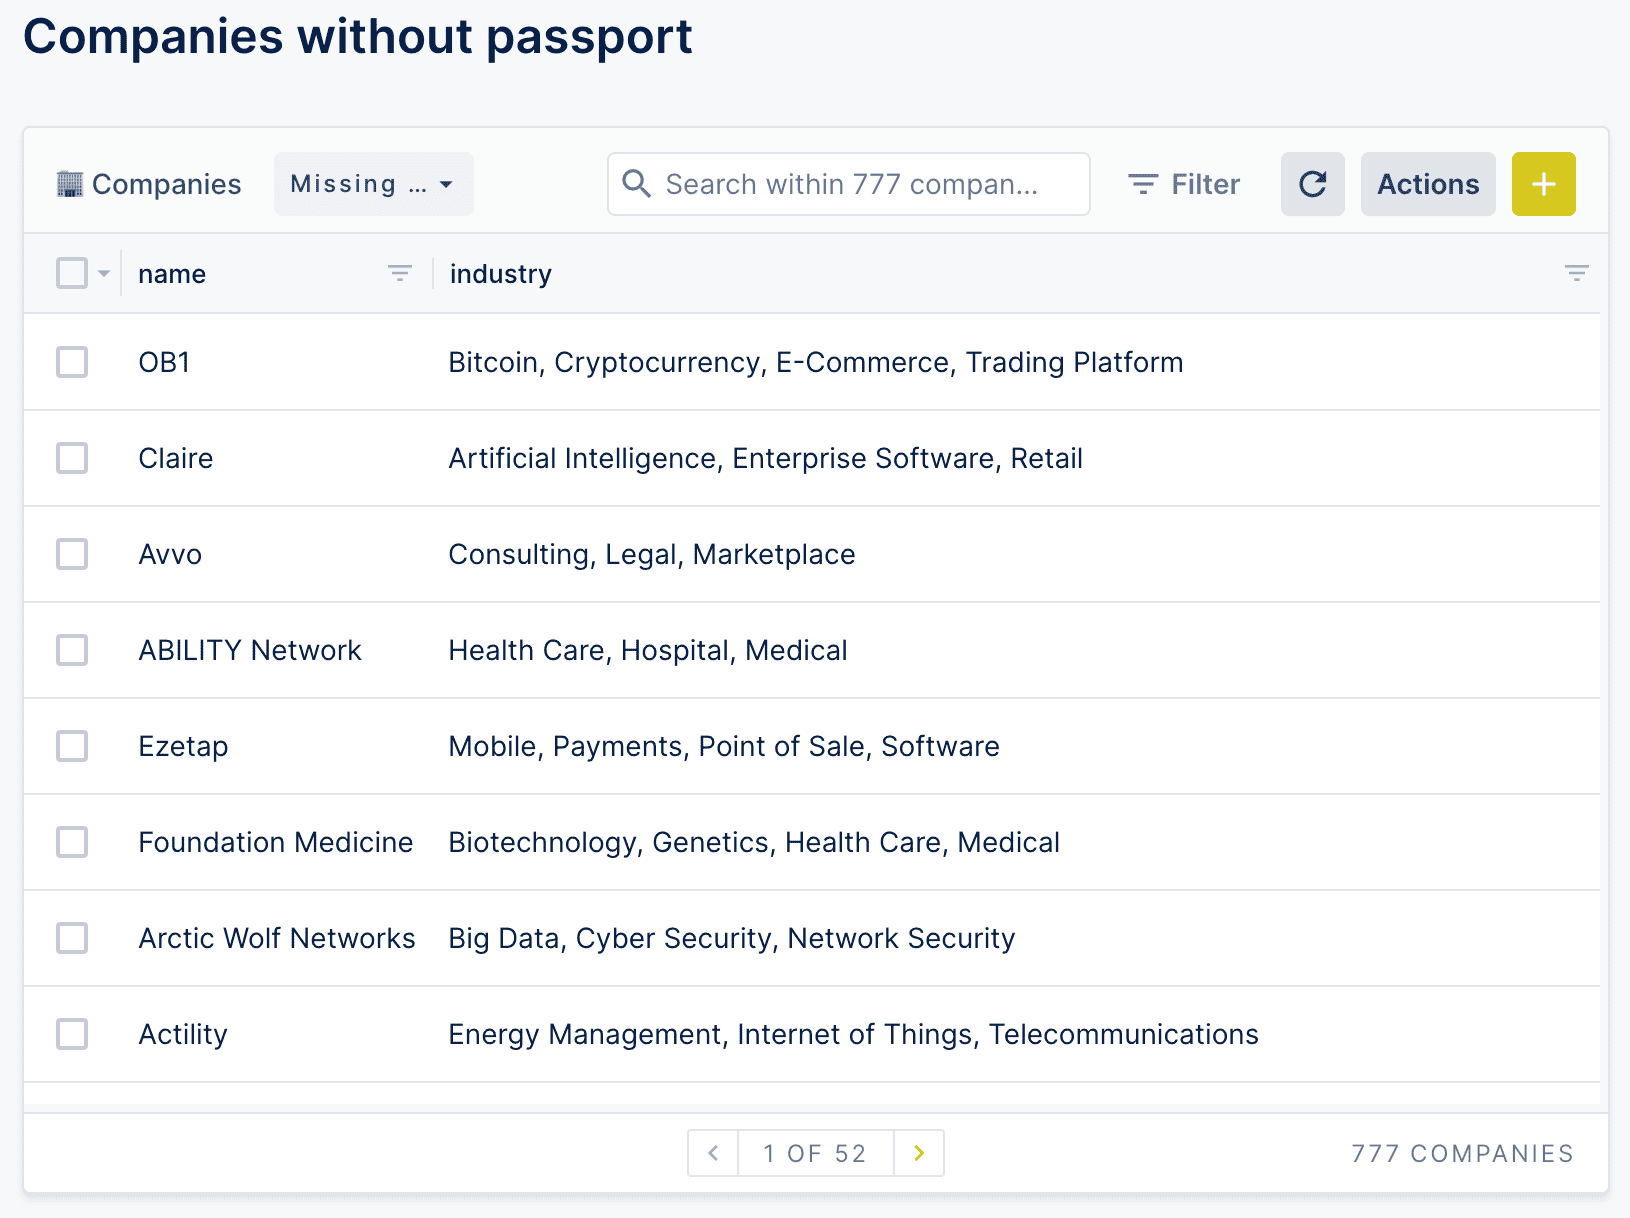 Companies without passport
Companies Missing ... Search within 777 compan... Filter Actions
name industry
OB1 Bitcoin, Cryptocurrency, E-Commerce, Trading Platform
Claire Artificial Intelligence, Enterprise Software, Retail
Avvo Consulting, Legal, Marketplace
ABILITY Network Health Care, Hospital, Medical
Ezetap Mobile, Payments, Point of Sale, Software
Foundation Medicine Biotechnology, Genetics, Health Care, Medical
Arctic Wolf Networks Big Data, Cyber Security, Network Security
Actility Energy Management, Internet of Things, Telecommunications
1 OF 52 777 COMPANIES